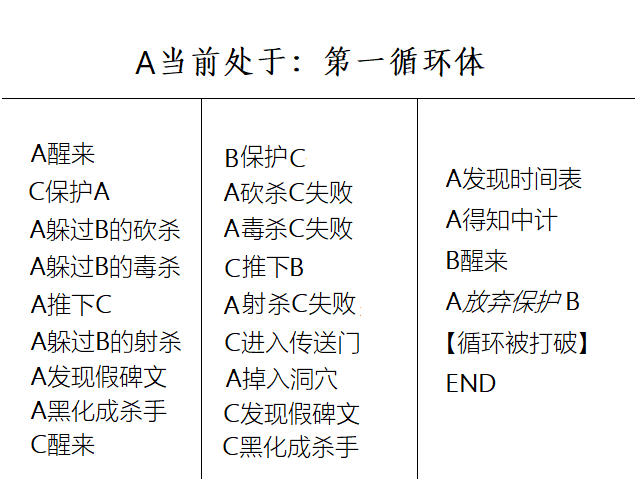 A当前处于：第一循环体
A醒来
C保护A
A躲过B的砍杀
A躲过B的毒杀
A推下C
A躲过B的射杀
A发现假碑文
A黑化成杀手
C醒来
B保护C
A砍杀C失败
A毒杀C失败
C推下B
A射杀C失败
C进入传送门
A掉入洞穴
C发现假碑文
C黑化成杀手
A发现时间表
A得知中计
B醒来
A放弃保护 B
【循环被打破】
END